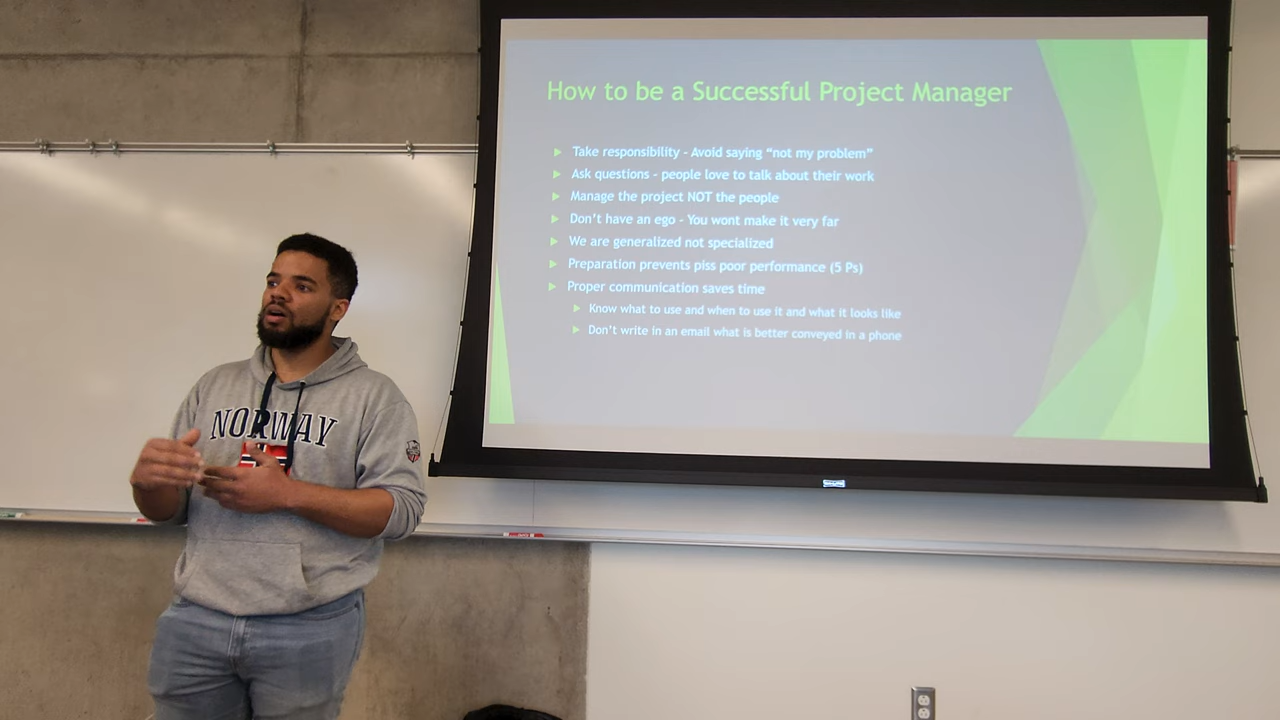 How to be a Successful Project Manager
Take responsibility - Avoid saying "not my problem"
Ask questions - people love to talk about their work
Manage the project NOT the people
Don't have an ego - You wont make it very far
We are generalized not specialized
Preparation prevents piss poor performance (5 Ps)
Proper communication saves time
Know what to use and when to use it and what it looks like
Don't write in an email what is better conveyed in a phone
NORWAY